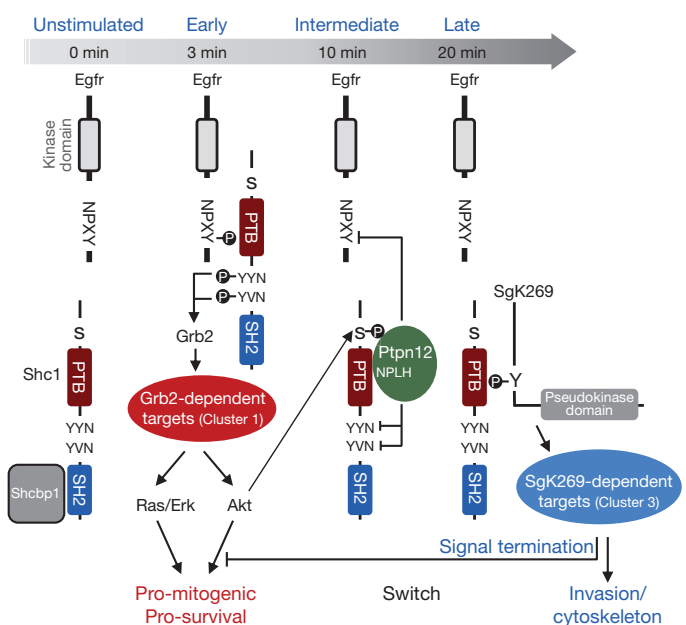 Unstimulated Early Intermediate Late
0 min 3 min 10 min 20 min
Egfr Egfr Egfr Egfr
Kinase
domain
NPXY NPXY NPXY NPXY
S
PTB
P
P YYN
P YVN
SH2
Grb2
Grb2-dependent
targets (Cluster 1)
Ras/Erk Akt
Pro-mitogenic
Pro-survival
S
Shc1 PTB
YYN
YVN
Shcbp1 SH2
S P
PTB
Ptpn12
NPLH
YYN
YVN
SH2
Switch
SgK269
S
PTB P Y
Pseudokinase
domain
YYN
YVN
SH2
SgK269-dependent
targets (Cluster 3)
Signal termination
Invasion/
cytoskeleton